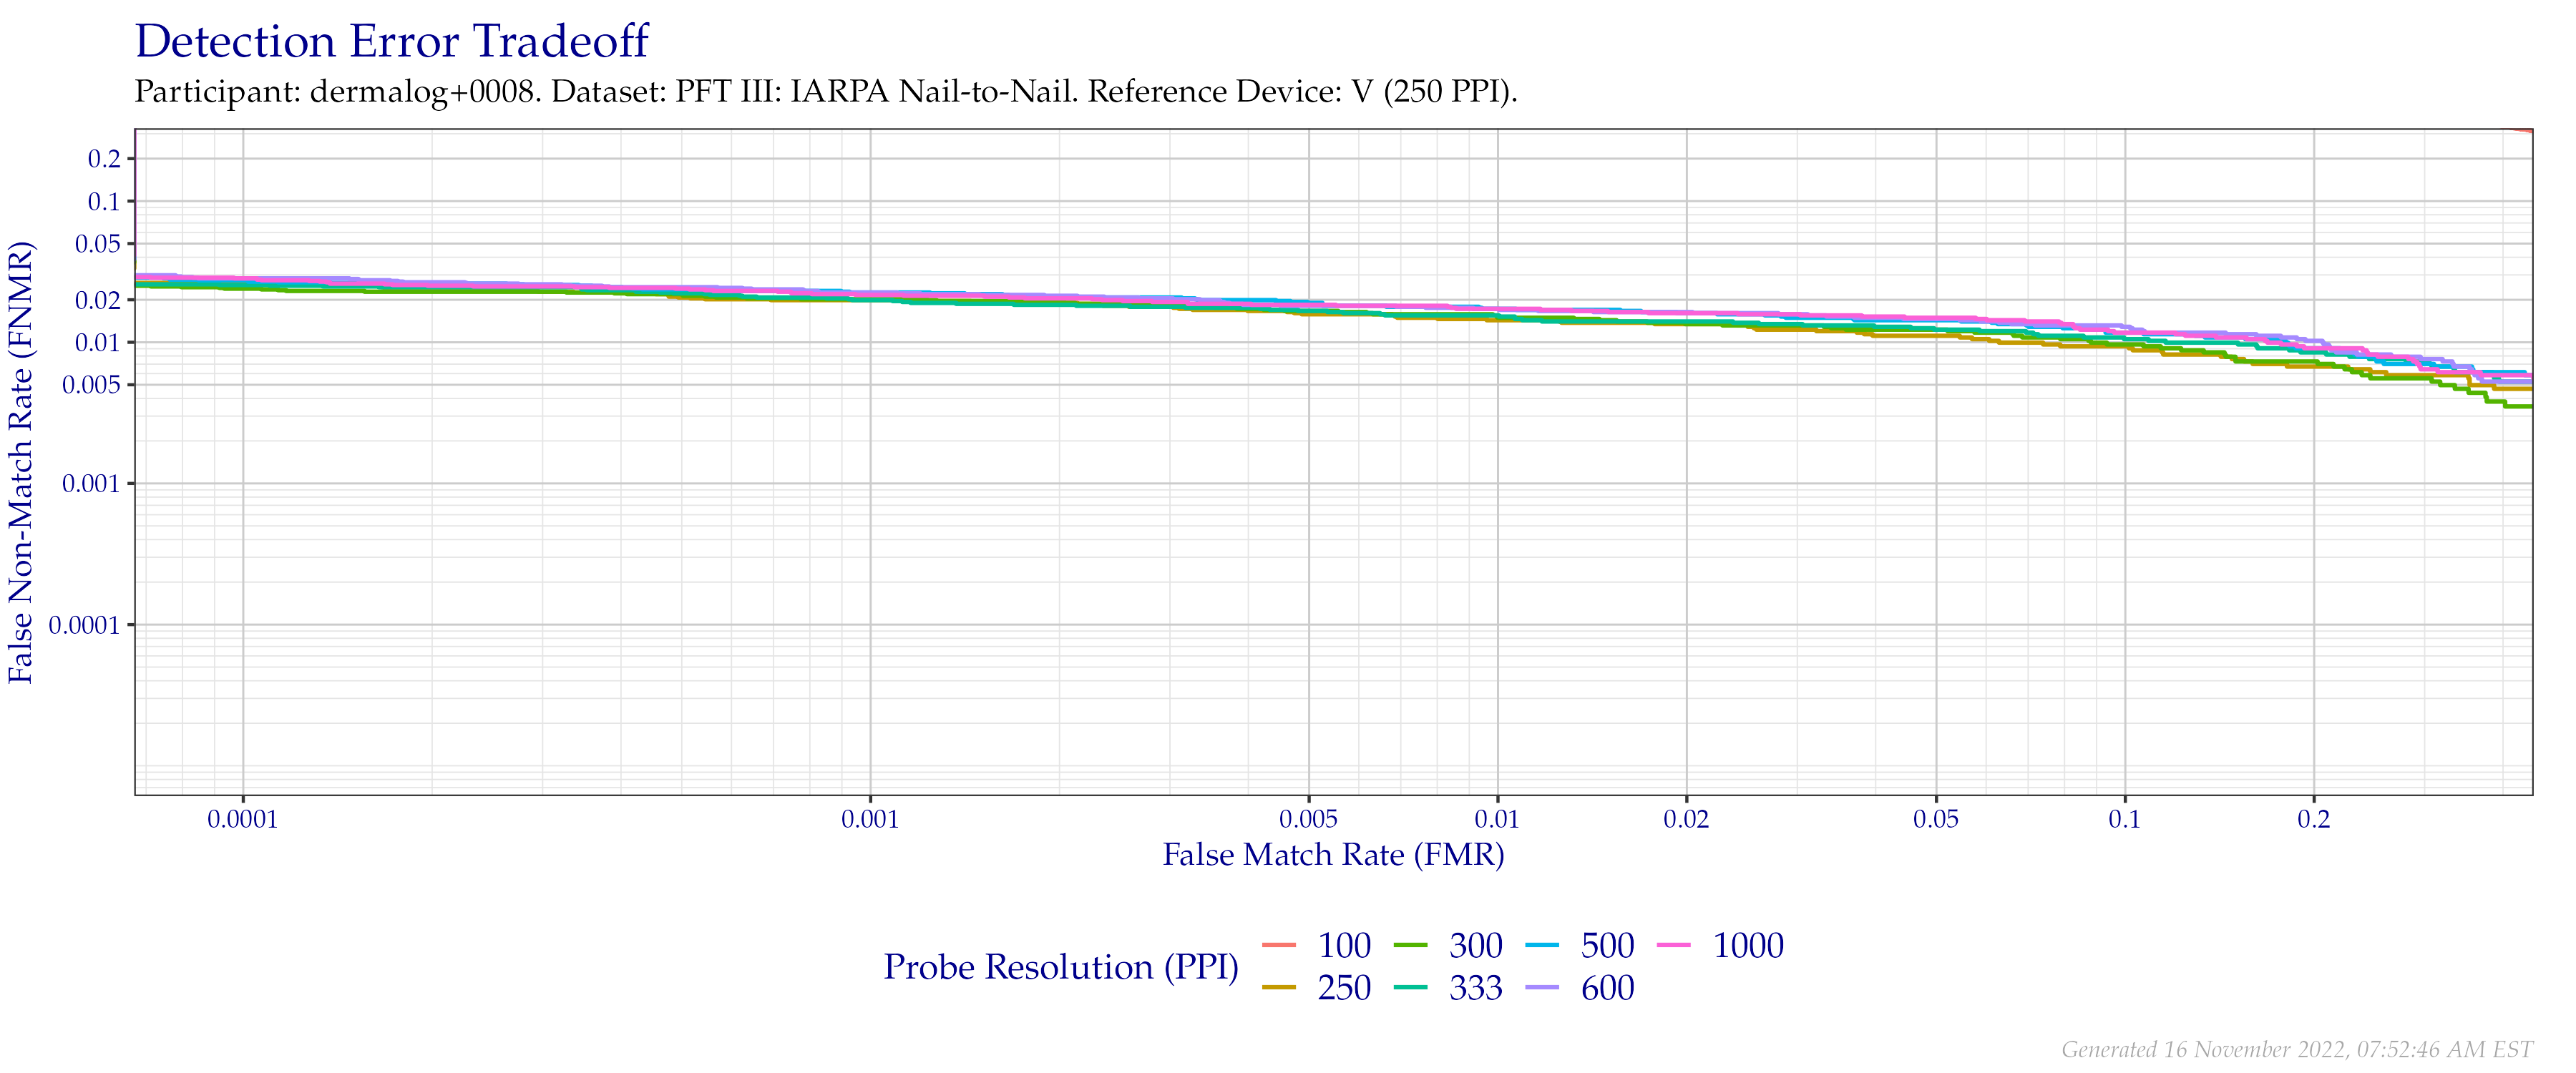 Detection Error Tradeoff
Participant: dermalog+0008. Dataset: PFT III: IARPA Nail-to-Nail. Reference Device: V (250 PPI).
False Non-Match Rate (FNMR)
0.2
0.1
0.05
0.02
0.01
0.005
0.001
0.0001
0.0001 0.001 0.005 0.01 0.02 0.05 0.1 0.2
False Match Rate (FMR)
Probe Resolution (PPI)
100 300 500 1000
250 333 600
Generated 16 November 2022, 07:52:46 AM EST